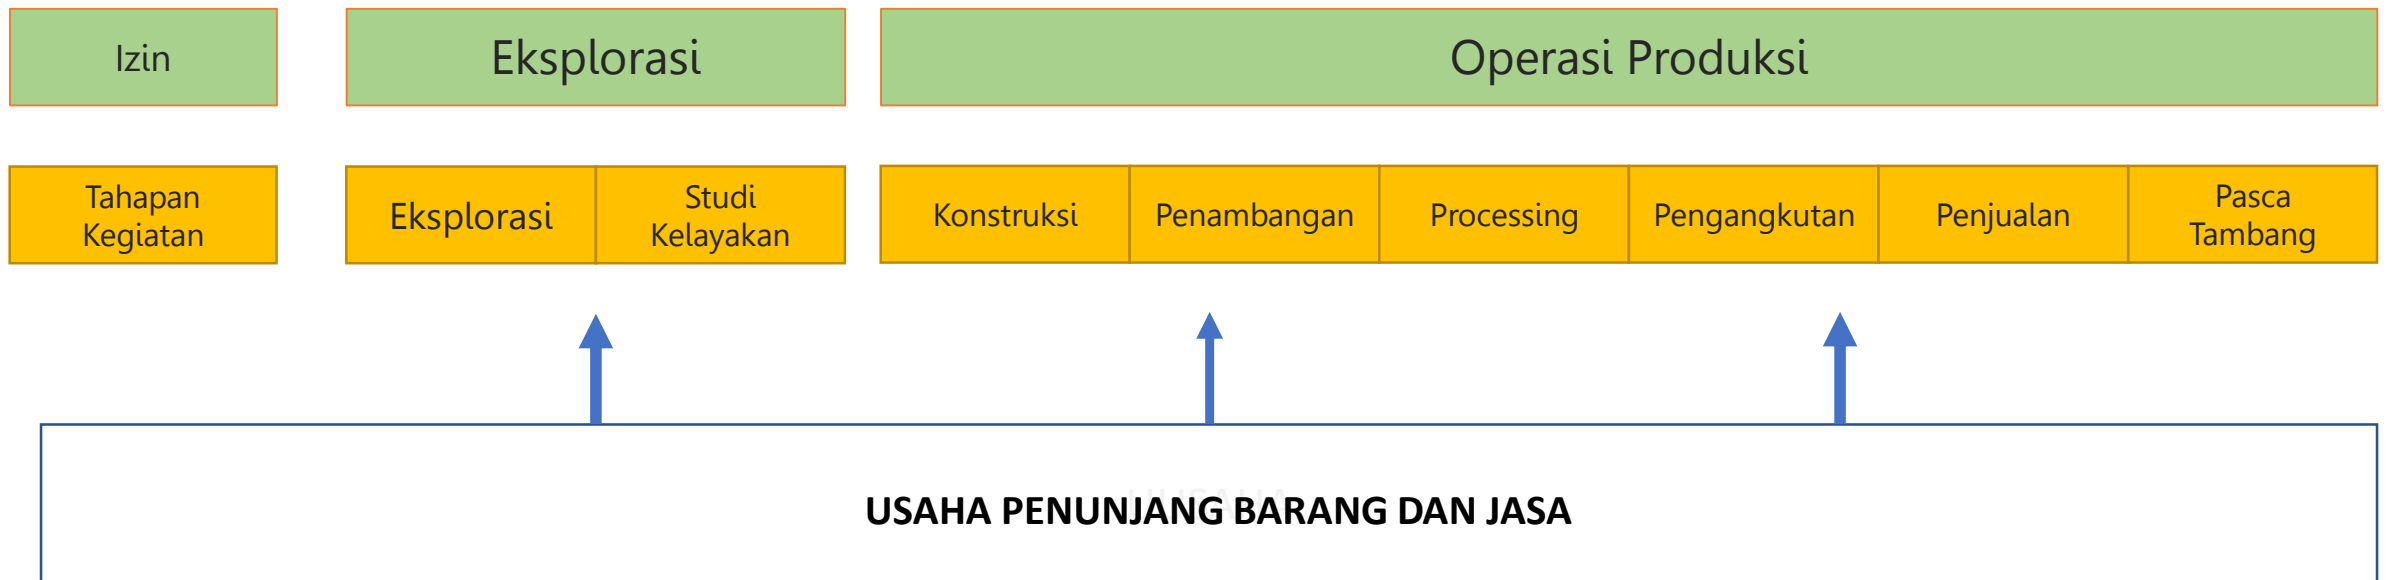 Izin
Eksplorasi
Operasi Produksi
Tahapan
Kegiatan
Eksplorasi
Studi
Kelayakan
Konstruksi
Penambangan
Processing
Pengangkutan
Penjualan
Pasca
Tambang
USAHA PENUNJANG BARANG DAN JASA